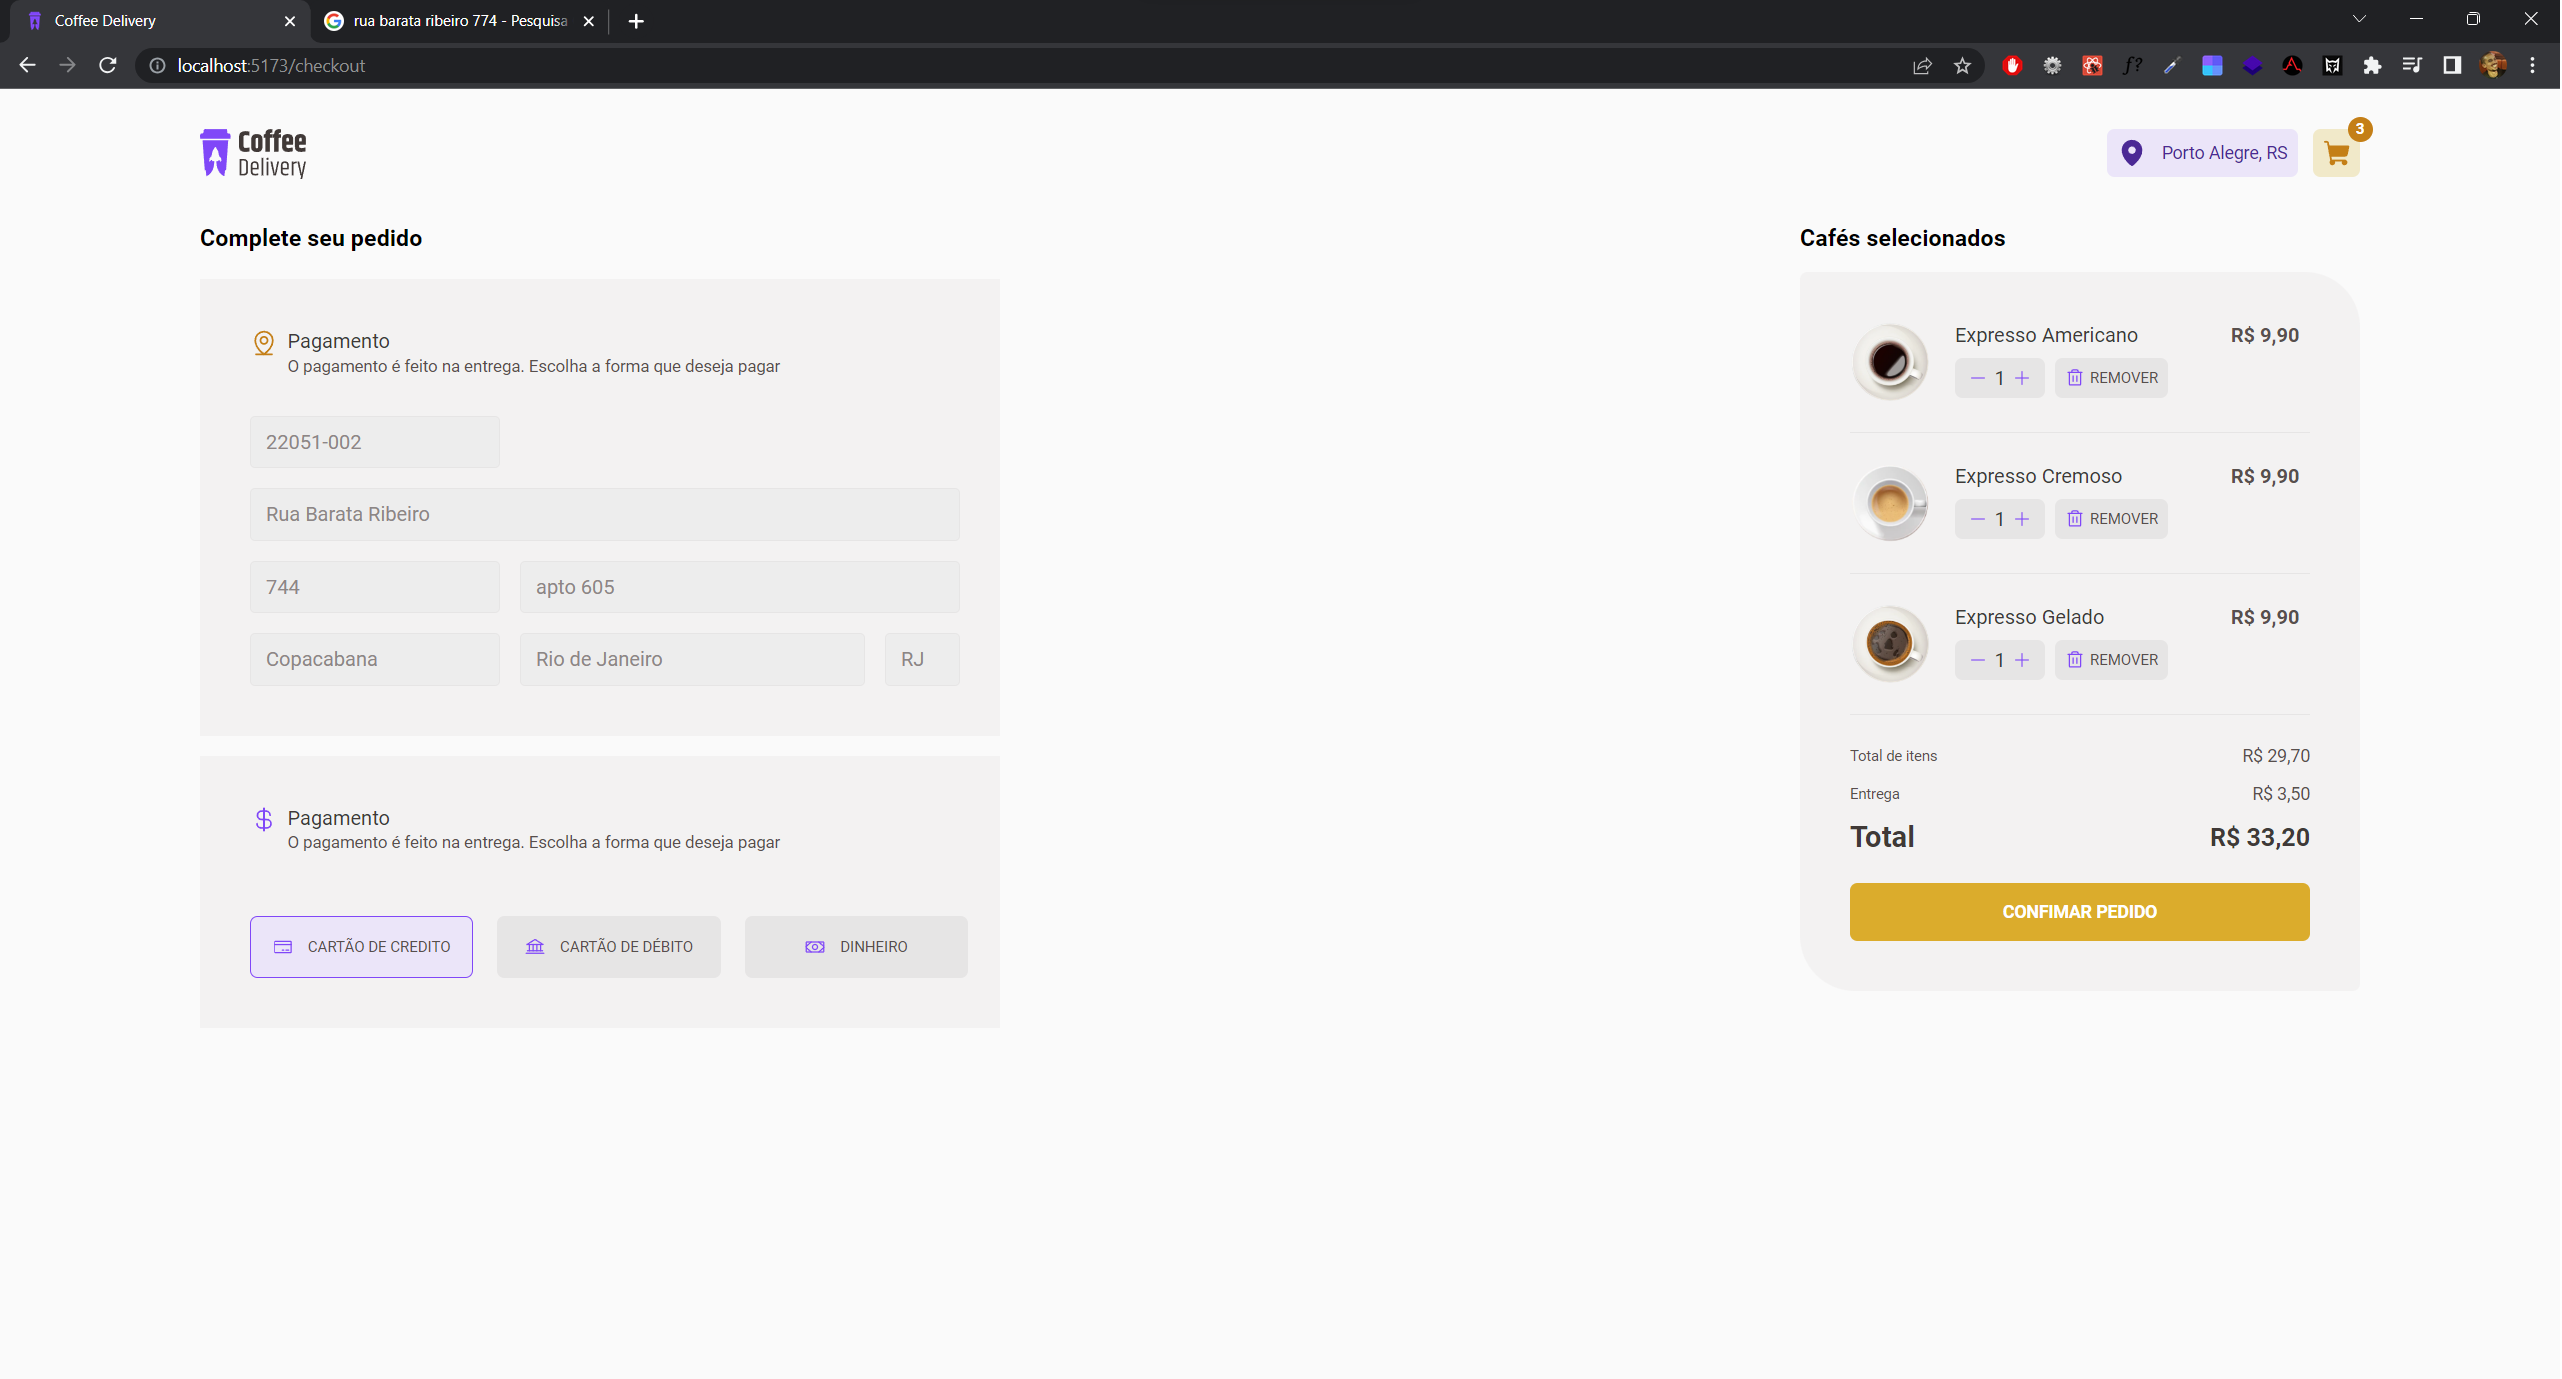 Coffee Delivery
rua barata ribeiro 774 - Pesquisa
localhost:5173/checkout
f?
Coffee
Delivery
Porto Alegre, RS
3
Complete seu pedido
Pagamento
O pagamento é feito na entrega. Escolha a forma que deseja pagar
22051-002
Rua Barata Ribeiro
744
apto 605
Copacabana
Rio de Janeiro
RJ
Pagamento
O pagamento é feito na entrega. Escolha a forma que deseja pagar
CARTÃO DE CREDITO
CARTÃO DE DÉBITO
DINHEIRO
Cafés selecionados
Expresso Americano
R$ 9,90
1
REMOVER
Expresso Cremoso
R$ 9,90
1
REMOVER
Expresso Gelado
R$ 9,90
1
REMOVER
Total de itens
R$ 29,70
Entrega
R$ 3,50
Total
R$ 33,20
CONFIMAR PEDIDO